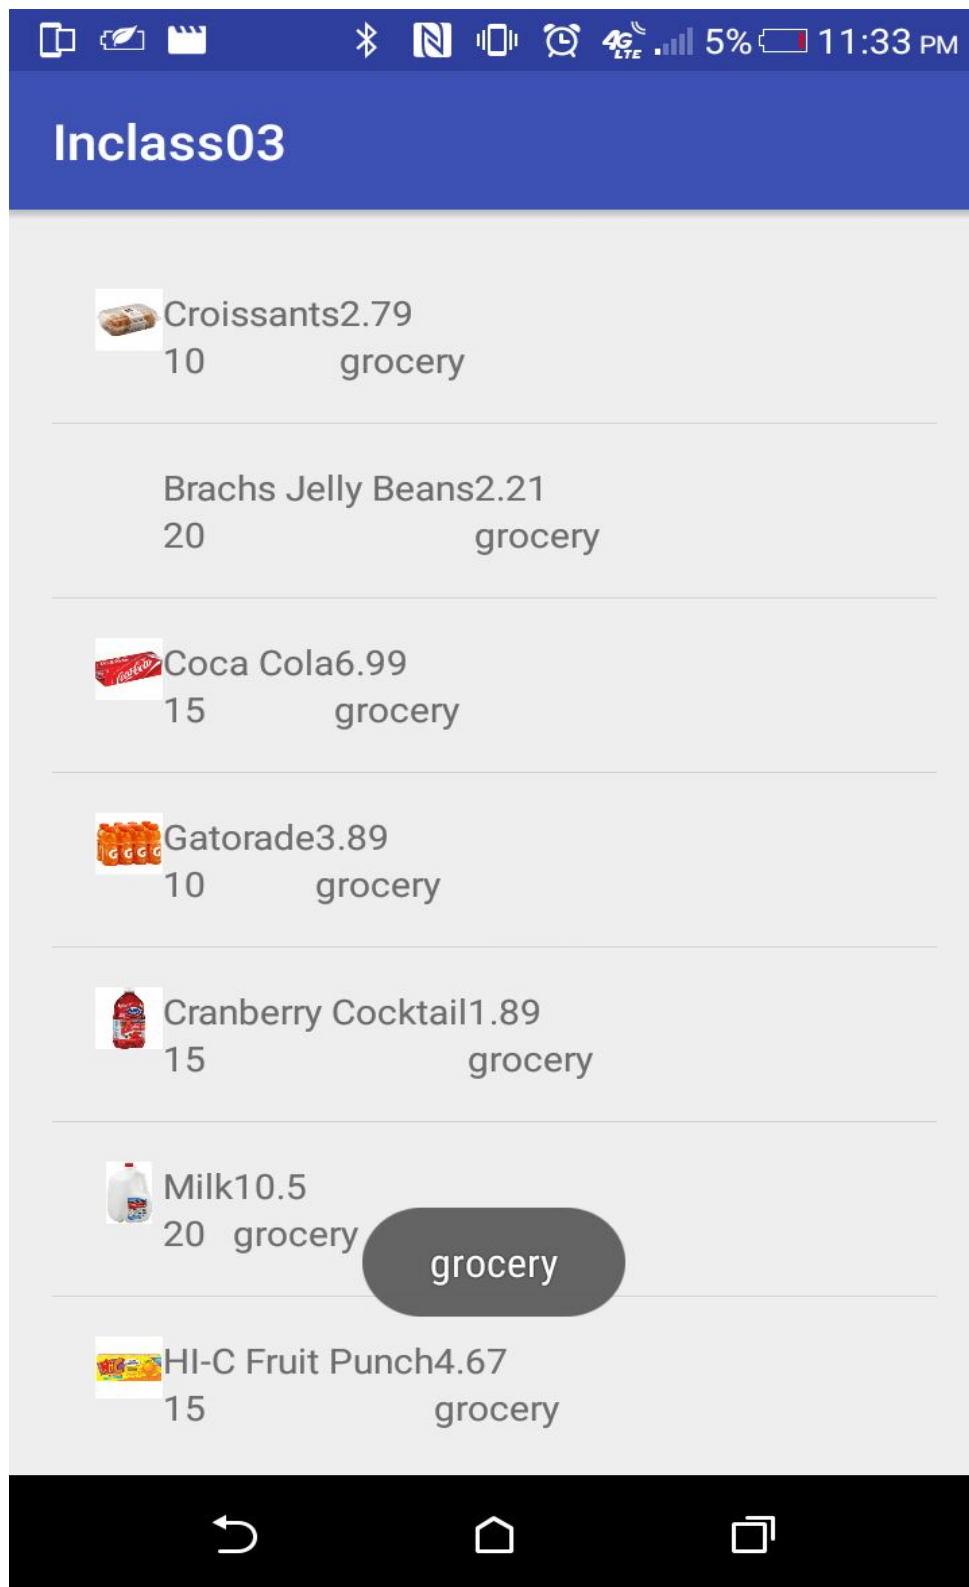 4G LTE 5% 11:33 PM
Inclass03
Croissants2.79
10 grocery
Brachs Jelly Beans2.21
20 grocery
Coca Cola6.99
15 grocery
Gatorade3.89
10 grocery
Cranberry Cocktail1.89
15 grocery
Milk10.5
20 grocery
grocery
HI-C Fruit Punch4.67
15 grocery